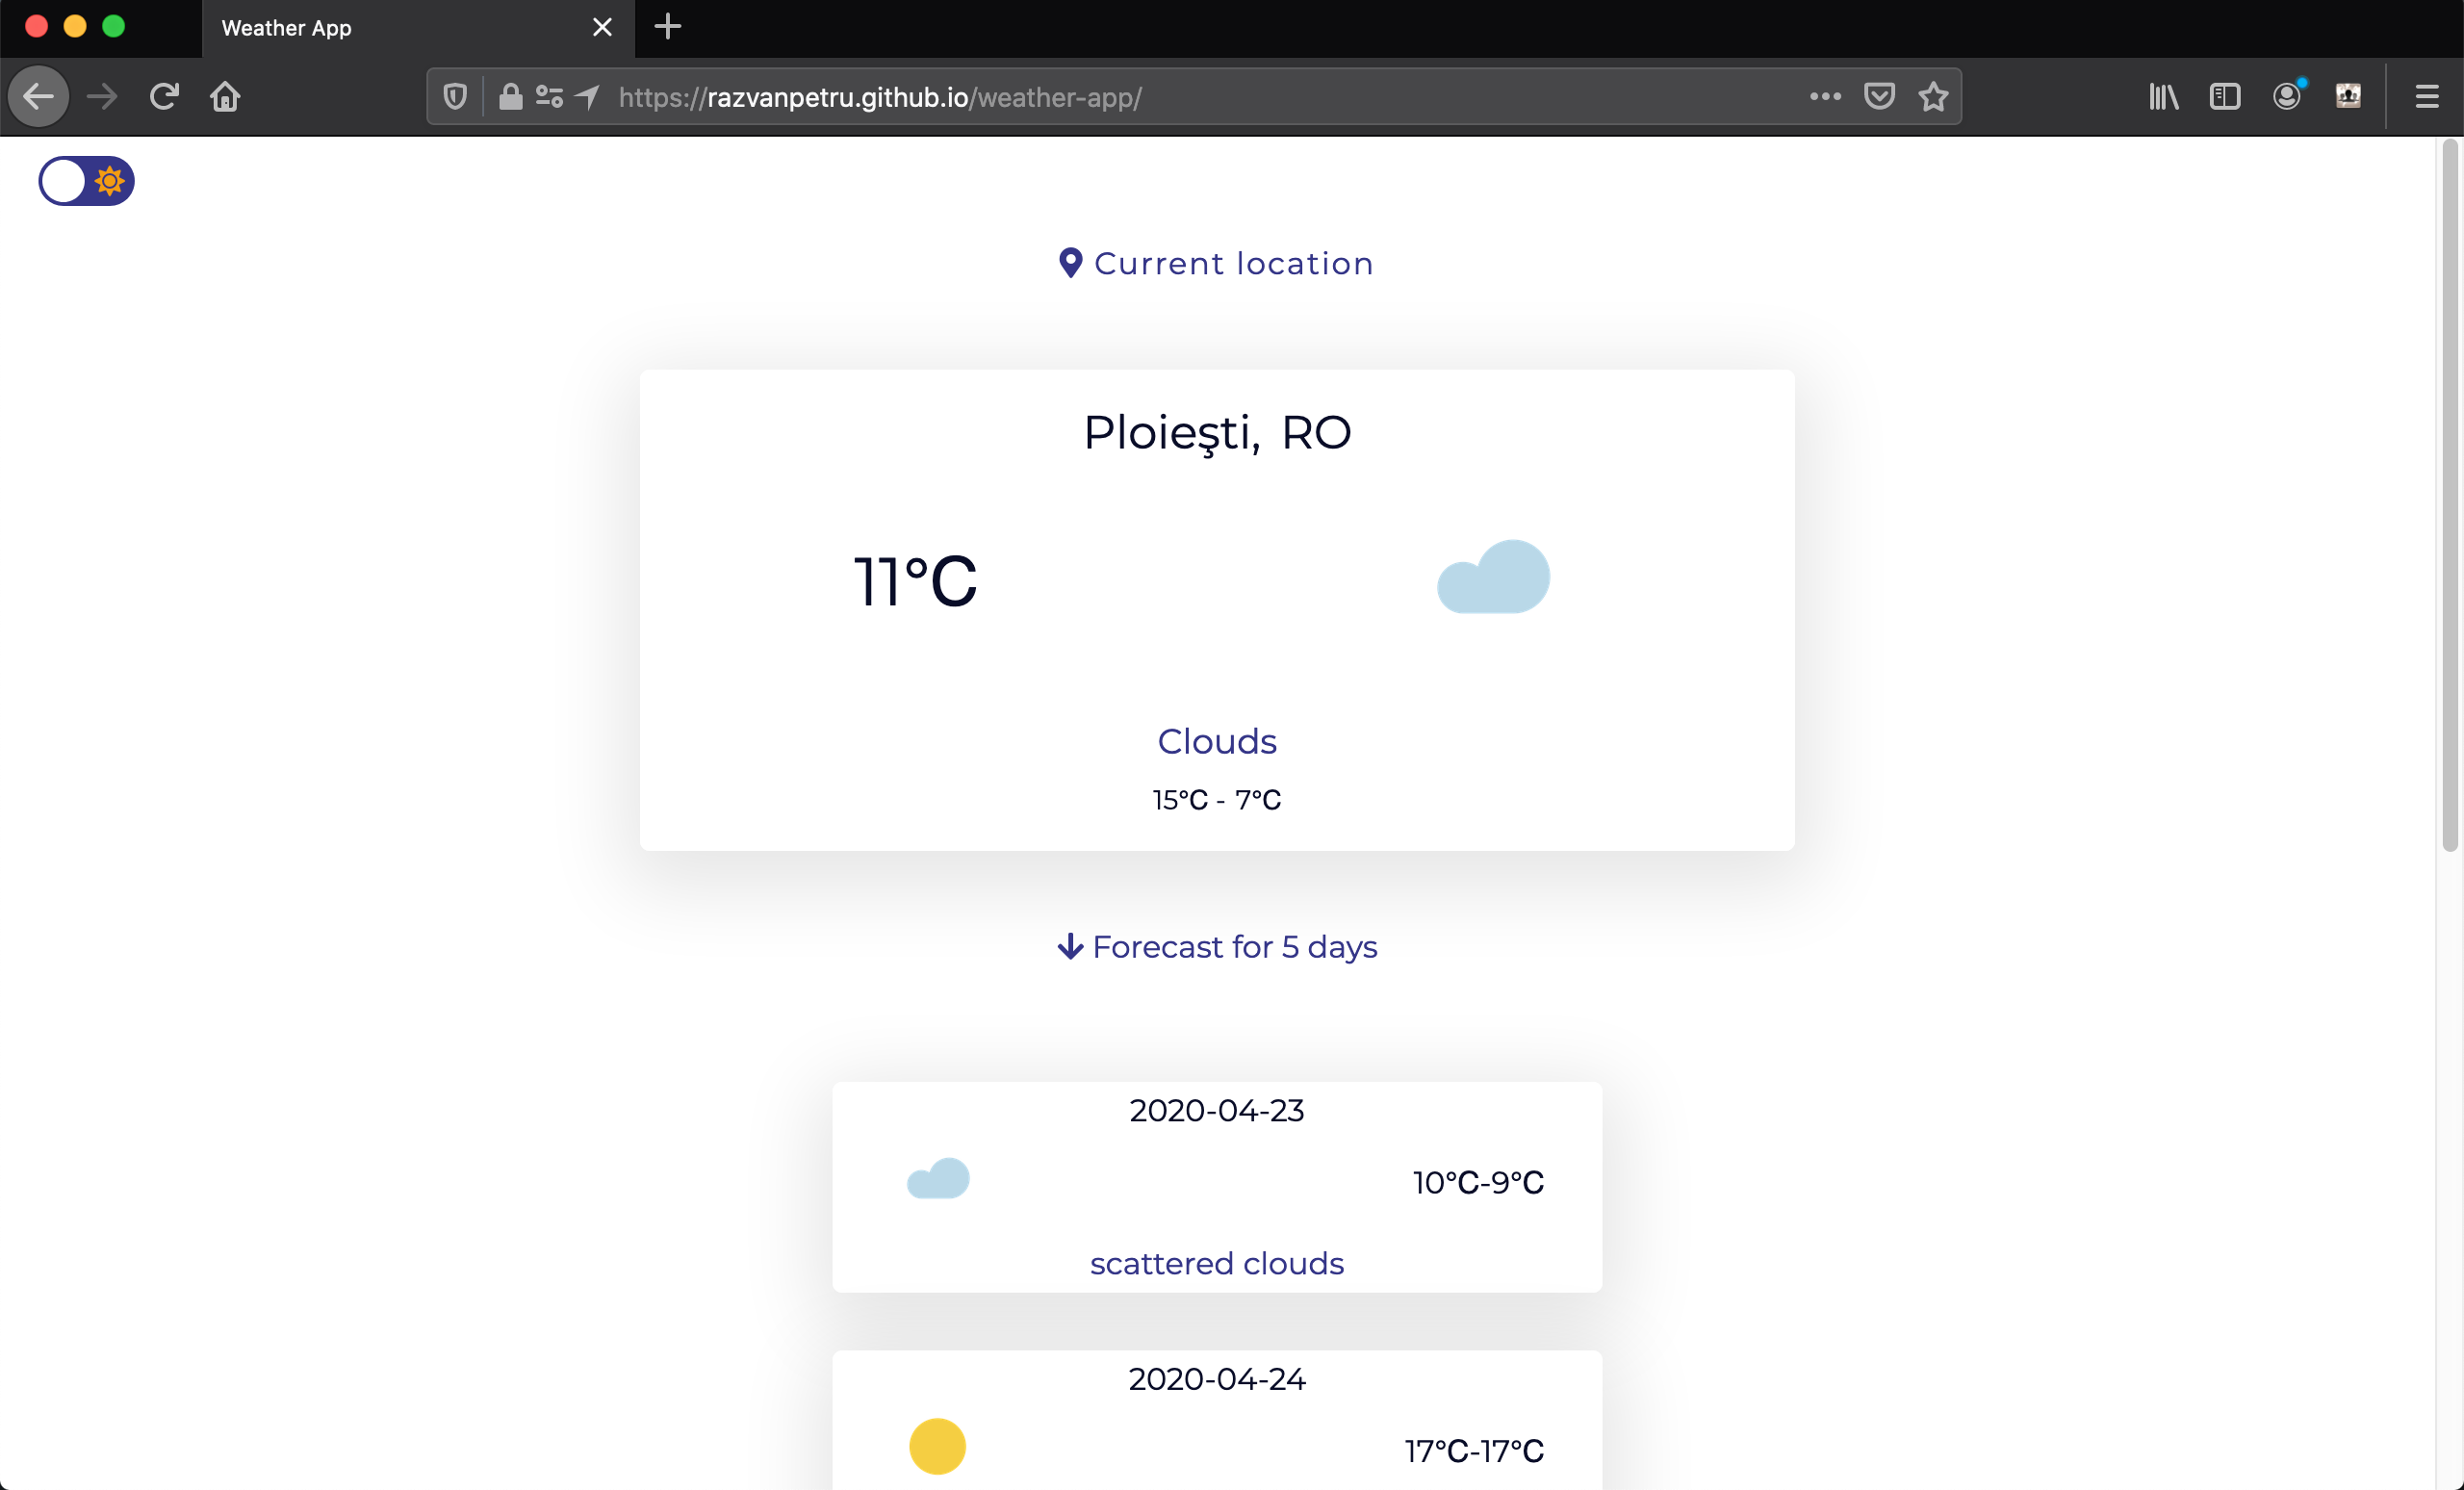 Weather App
https://razvanpetru.github.io/weather-app/
Current location
Ploieşti, RO
11°C
Clouds
15°C - 7°C
Forecast for 5 days
2020-04-23
10°C-9°C
scattered clouds
2020-04-24
17°C-17°C